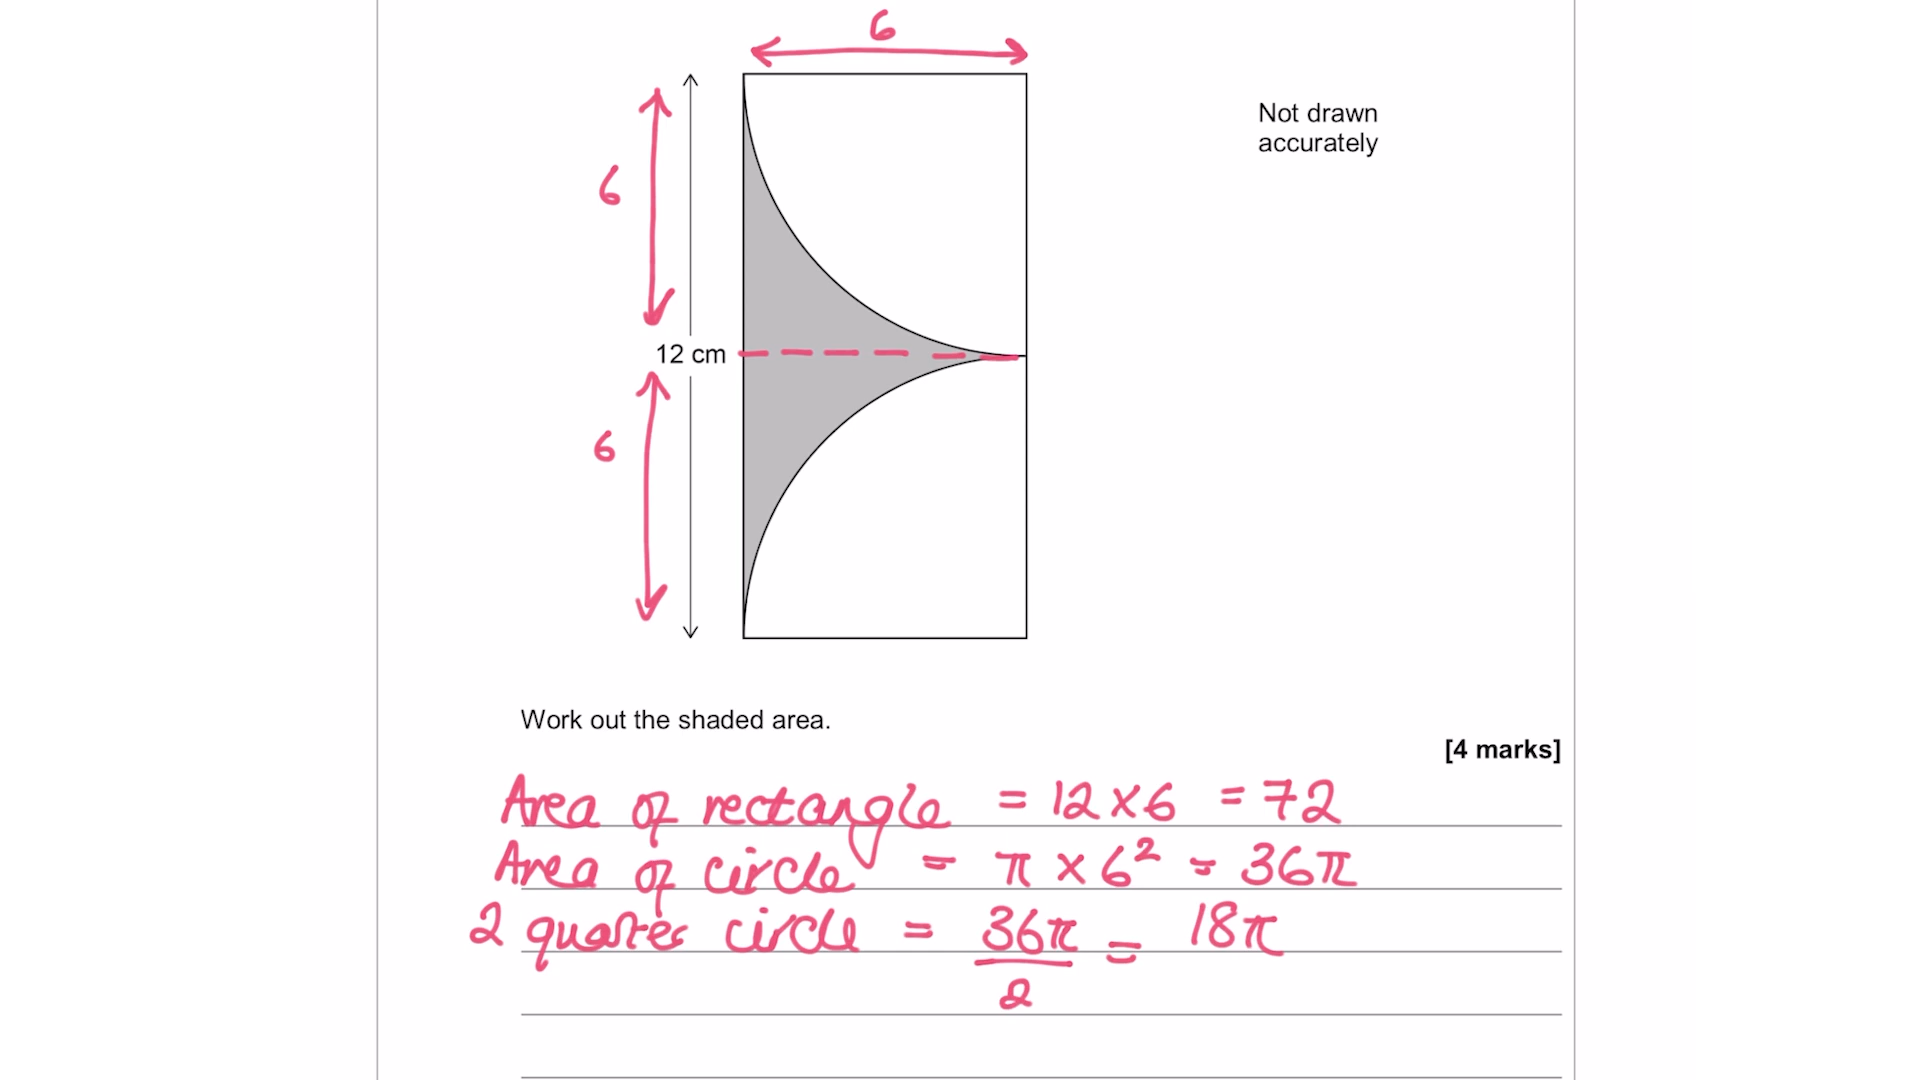 6
Not drawn
accurately
6
12 cm
6
Work out the shaded area.
[4 marks]
Area of rectangle = 12 × 6 = 72
Area of circle = π × 6² = 36π
2 quarter circle = 36π/2 = 18π